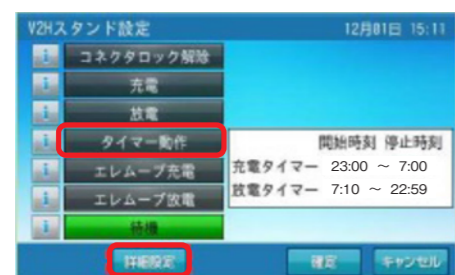 V2Hスタンド設定 12月01日 15:11
i コネクタロック解除
i 充電
i 放電
i タイマー動作
開始時刻 停止時刻
i エレムーブ充電
充電タイマー 23:00 ～ 7:00
i エレムーブ放電
放電タイマー 7:10 ～ 22:59
i 待機
詳細設定 確定 キャンセル